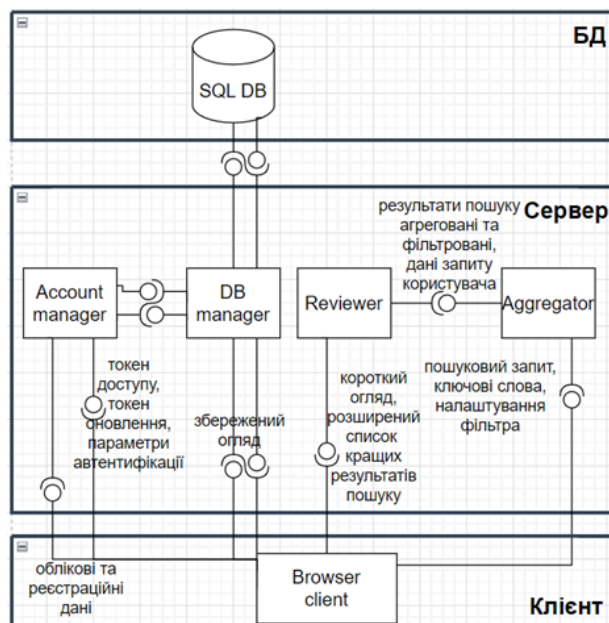 БД
SQL DB
Сервер
результати пошуку
агреговані та
фільтровані,
дані запиту
користувача
Account
manager
DB
manager
Reviewer
Aggregator
токен
доступу,
токен
оновлення,
параметри
автентифікації
збережений
огляд
короткий
огляд,
розширений
список
кращих
результатів
пошуку
пошуковий запит,
ключові слова,
налаштування
фільтра
облікові та
реєстраційні
дані
Browser
client
Клієнт